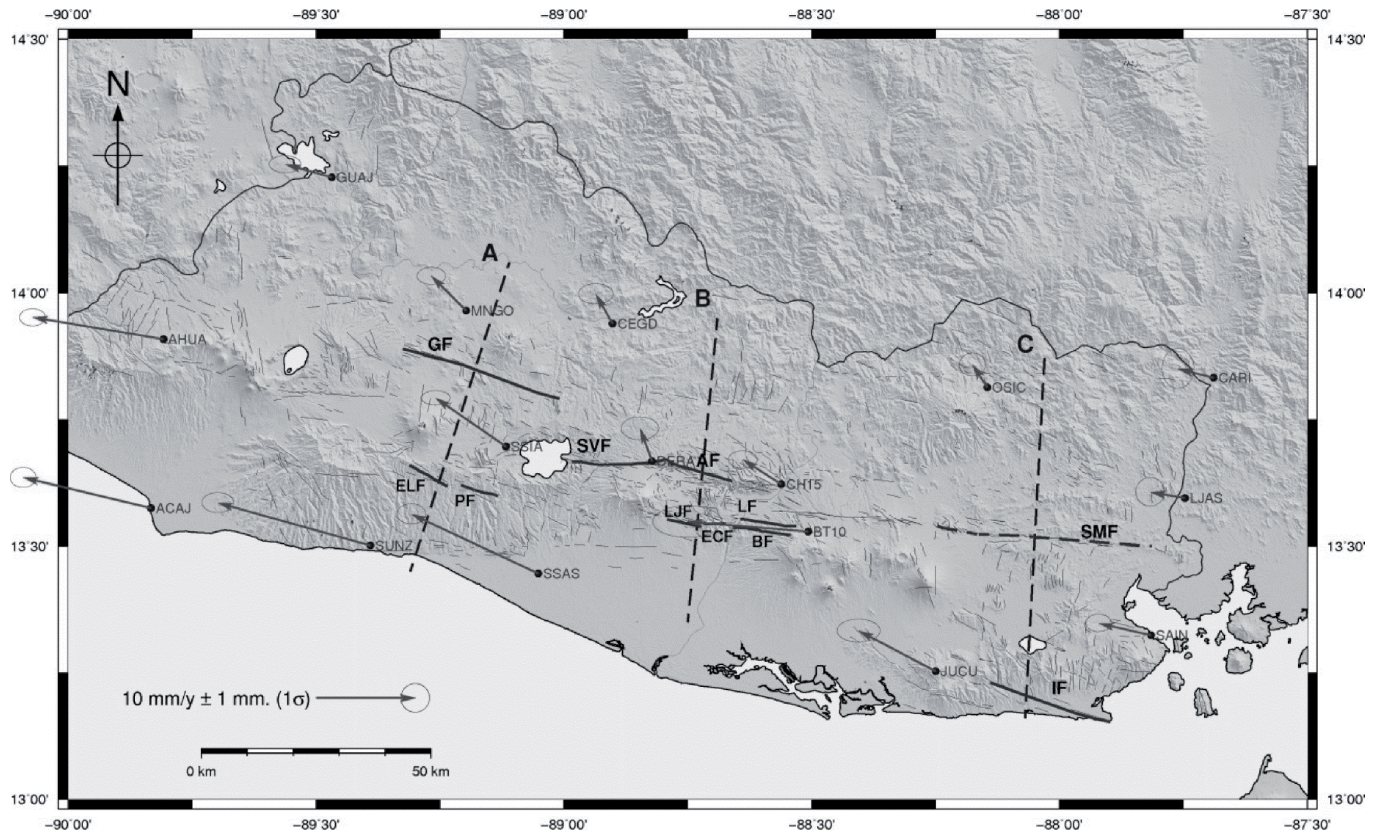 −90˚00'
−89˚30'
−89˚00'
−88˚30'
−88˚00'
−87˚30'
14˚30'
14˚30'
N
GUAJ
A
14˚00'
B
14˚00'
MNGO
CEGD
AHUA
GF
C
OSIC
CARI
SSIA
SVF
AF
CH15
ELF
PF
LJF
LF
LJAS
ACAJ
ECF
BF
BT10
SMF
13˚30'
SUNZ
13˚30'
SSAS
SAIN
JUCU
IF
10 mm/y ± 1 mm. (1σ)
0 km
50 km
13˚00'
13˚00'
−90˚00'
−89˚30'
−89˚00'
−88˚30'
−88˚00'
−87˚30'